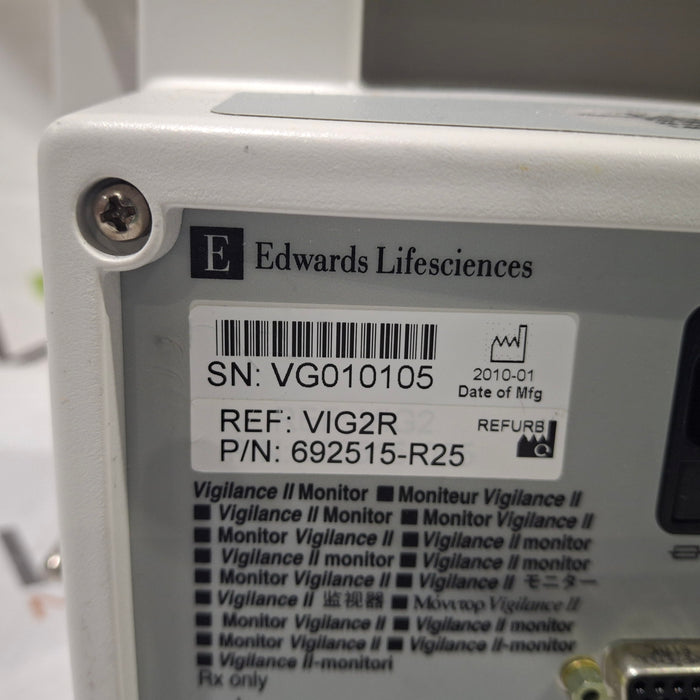 E Edwards Lifesciences
SN: VG010105
2010-01
Date of Mfg
REF: VIG2R
REFURB
P/N: 692515-R25
Vigilance II Monitor ■ Moniteur Vigilance II
■ Vigilance II Monitor ■ Monitor Vigilance II
■ Monitor Vigilance II ■ Vigilance II monitor
■ Vigilance II monitor ■ Vigilance II monitor
■ Monitor Vigilance II ■ Vigilance II モニター
■ Vigilance II 监视器 ■ Μόνιτορ Vigilance II
■ Monitor Vigilance II ■ Vigilance II monitor
■ Monitor Vigilance II ■ Vigilance II-monitor
■ Vigilance II-monitori
Rx only